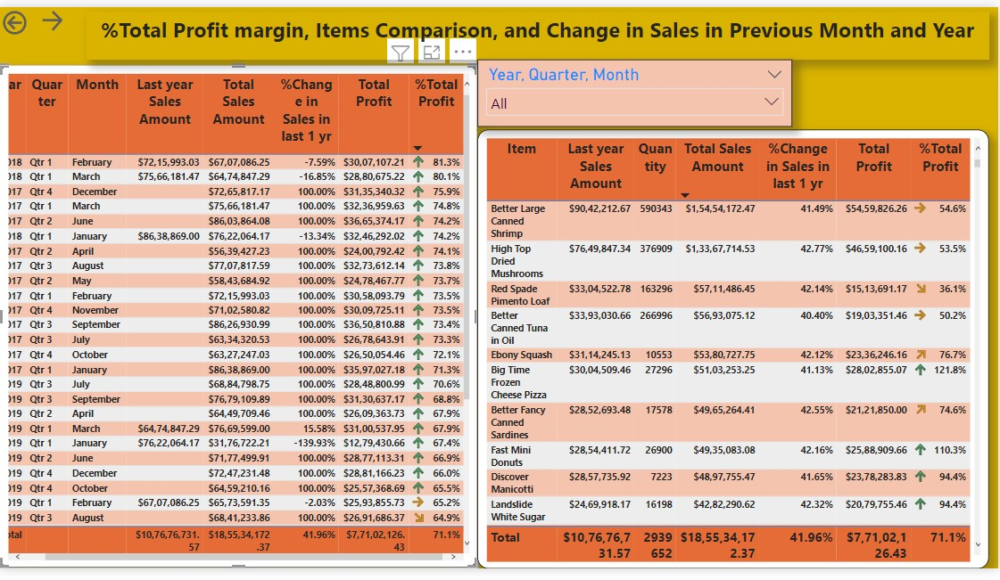 %Total Profit margin, Items Comparison, and Change in Sales in Previous Month and Year
ar Quarter Month Last year Sales Amount Total Sales Amount %Change in Sales in last 1 yr Total Profit %Total Profit
018 Qtr 1 February $72,15,993.03 $67,07,086.25 -7.59% $30,07,107.21 81.3%
018 Qtr 1 March $75,66,181.47 $64,74,847.29 -16.85% $28,80,675.22 80.1%
017 Qtr 4 December $72,65,817.17 100.00% $31,35,340.32 75.9%
017 Qtr 1 March $75,66,181.47 100.00% $32,36,959.63 74.8%
017 Qtr 2 June $86,03,864.08 100.00% $36,65,374.17 74.2%
018 Qtr 1 January $86,38,869.00 $76,22,064.17 -13.34% $32,46,292.02 74.2%
017 Qtr 2 April $56,39,427.23 100.00% $24,00,792.42 74.1%
017 Qtr 3 August $77,07,817.59 100.00% $32,73,612.14 73.8%
017 Qtr 2 May $58,43,684.92 100.00% $24,78,467.77 73.7%
017 Qtr 1 February $72,15,993.03 100.00% $30,58,093.79 73.5%
017 Qtr 4 November $71,02,580.82 100.00% $30,09,725.11 73.5%
017 Qtr 3 September $86,26,930.99 100.00% $36,50,810.88 73.4%
017 Qtr 3 July $63,34,320.53 100.00% $26,78,643.91 73.3%
017 Qtr 4 October $63,27,247.03 100.00% $26,50,054.46 72.1%
017 Qtr 1 January $86,38,869.00 100.00% $35,97,027.18 71.3%
019 Qtr 3 July $68,84,798.75 100.00% $28,48,800.99 70.6%
019 Qtr 3 September $76,79,109.89 100.00% $31,30,637.17 68.8%
019 Qtr 2 April $64,49,709.46 100.00% $26,09,363.73 67.9%
019 Qtr 1 March $64,74,847.29 $76,69,599.00 15.58% $31,00,537.95 67.9%
019 Qtr 1 January $76,22,064.17 $31,76,722.21 -139.93% $12,79,430.66 67.4%
019 Qtr 2 June $71,77,499.91 100.00% $28,77,113.31 66.9%
019 Qtr 4 December $72,47,231.48 100.00% $28,81,166.23 66.0%
019 Qtr 4 October $64,59,210.16 100.00% $25,57,368.69 65.5%
019 Qtr 1 February $67,07,086.25 $65,73,591.35 -2.03% $25,93,855.73 65.2%
019 Qtr 3 August $68,41,233.86 100.00% $26,91,686.37 64.9%
otal $10,76,76,731.57 $18,55,34,172.37 41.96% $7,71,02,126.43 71.1%
Year, Quarter, Month
All
Item Last year Sales Amount Quantity Total Sales Amount %Change in Sales in last 1 yr Total Profit %Total Profit
Better Large Canned Shrimp $90,42,212.67 590343 $1,54,54,172.47 41.49% $54,59,826.26 54.6%
High Top Dried Mushrooms $76,49,847.34 376909 $1,33,67,714.53 42.77% $46,59,100.16 53.5%
Red Spade Pimento Loaf $33,04,522.78 163296 $57,11,486.45 42.14% $15,13,691.17 36.1%
Better Canned Tuna in Oil $33,93,030.66 266996 $56,93,075.12 40.40% $19,03,351.46 50.2%
Ebony Squash $31,14,245.13 10553 $53,80,727.75 42.12% $23,36,246.16 76.7%
Big Time Frozen Cheese Pizza $30,04,509.46 27296 $51,03,253.25 41.13% $28,02,855.07 121.8%
Better Fancy Canned Sardines $28,52,693.48 17578 $49,65,264.41 42.55% $21,21,850.00 74.6%
Fast Mini Donuts $28,54,411.72 26900 $49,35,083.08 42.16% $25,88,909.66 110.3%
Discover Manicotti $28,57,735.92 7223 $48,97,755.47 41.65% $23,78,283.83 94.4%
Landslide White Sugar $24,69,918.17 16198 $42,82,290.62 42.32% $20,79,755.46 94.4%
Total $10,76,76,731.57 2939652 $18,55,34,172.37 41.96% $7,71,02,126.43 71.1%